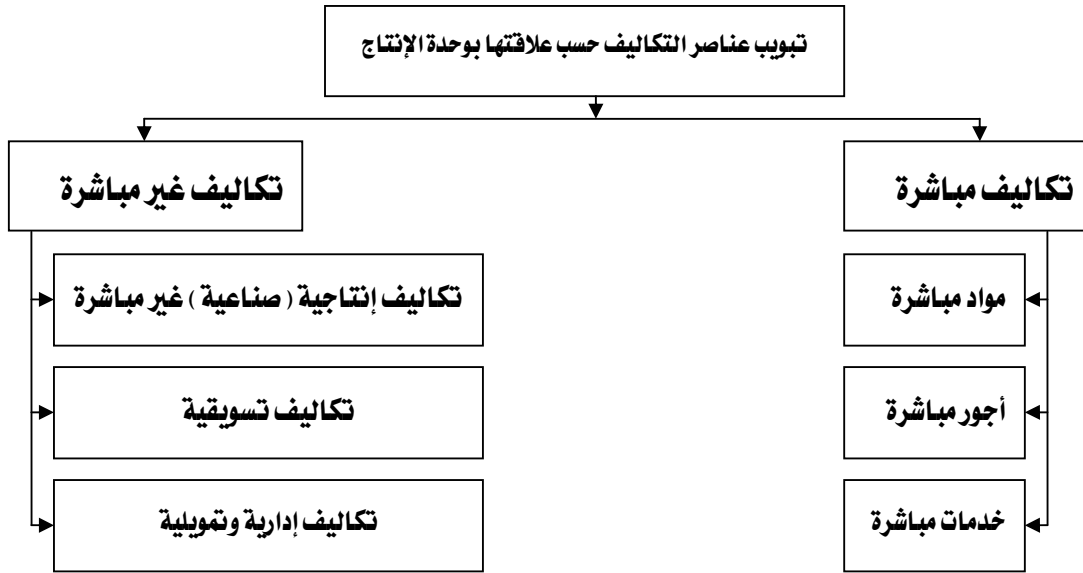 تبويب عناصر التكاليف حسب علاقتها بوحدة الإنتاج
تكاليف مباشرة
مواد مباشرة
أجور مباشرة
خدمات مباشرة
تكاليف غير مباشرة
تكاليف إنتاجية ( صناعية ) غير مباشرة
تكاليف تسويقية
تكاليف إدارية وتمويلية